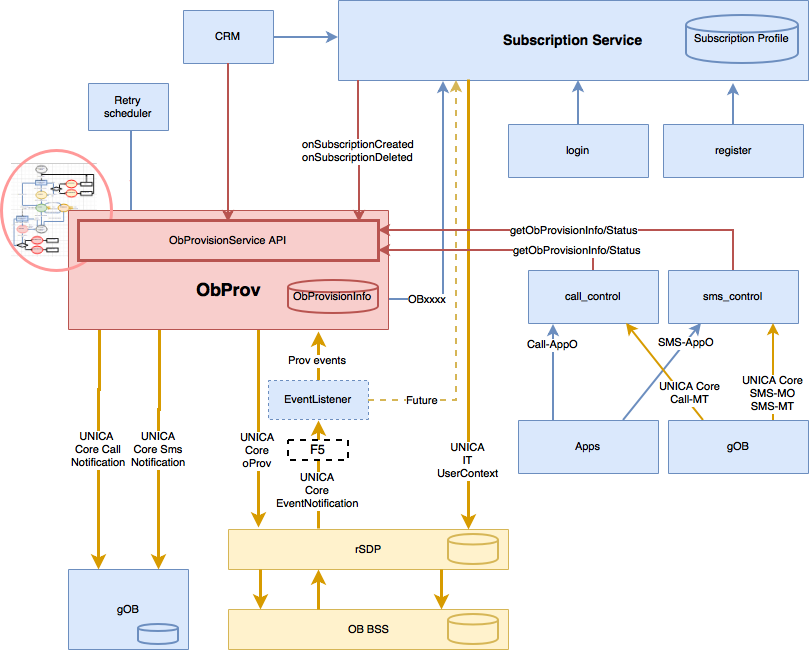 CRM
Subscription Service
Subscription Profile
Retry
scheduler
onSubscriptionCreated
onSubscriptionDeleted
login
register
ObProvisionService API
getObProvisionInfo/Status
getObProvisionInfo/Status
ObProv
ObProvisionInfo
OBxxxx
call_control
sms_control
Prov events
Call-AppO
SMS-AppO
EventListener
Future
UNICA Core
Call-MT
UNICA Core
SMS-MO
SMS-MT
UNICA
Core Call
Notification
UNICA
Core Sms
Notification
UNICA
Core
oProv
F5
UNICA
Core
EventNotification
UNICA
IT
UserContext
Apps
gOB
rSDP
gOB
OB BSS